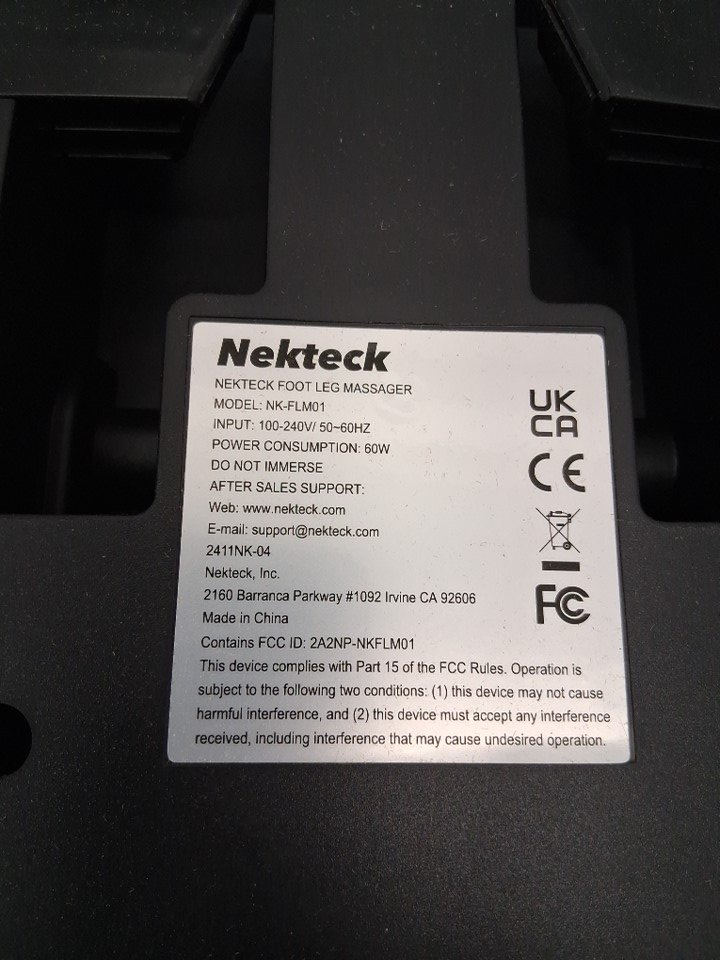 Nekteck
NEKTECK FOOT LEG MASSAGER
MODEL: NK-FLM01
INPUT: 100-240V/ 50~60HZ
POWER CONSUMPTION: 60W
DO NOT IMMERSE
AFTER SALES SUPPORT:
Web: www.nekteck.com
E-mail: support@nekteck.com
2411NK-04
Nekteck, Inc.
2160 Barranca Parkway #1092 Irvine CA 92606
Made in China
Contains FCC ID: 2A2NP-NKFLM01
This device complies with Part 15 of the FCC Rules. Operation is
subject to the following two conditions: (1) this device may not cause
harmful interference, and (2) this device must accept any interference
received, including interference that may cause undesired operation.
UK
CA
CE
FC